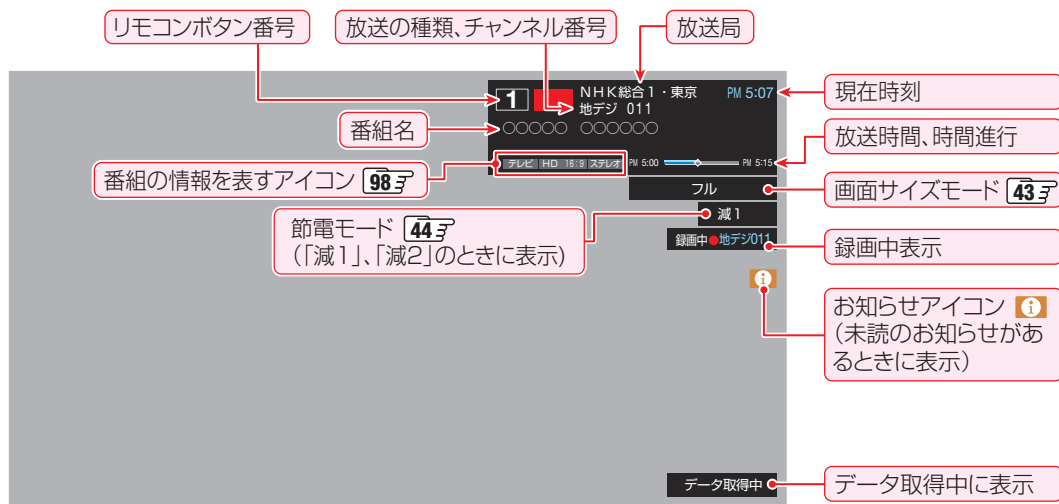 リモコンボタン番号
放送の種類、チャンネル番号
放送局
1
NHK総合1・東京
PM 5:07
現在時刻
地デジ 011
番組名
○○○○○ ○○○○○○
放送時間、時間進行
テレビ HD 16:9 ステレオ
PM 5:00
PM 5:15
番組の情報を表すアイコン 98
フル
画面サイズモード 43
節電モード 44
(「減1」、「減2」のときに表示)
減1
録画中●地デジ011
録画中表示
i
お知らせアイコン i
(未読のお知らせがあ
るときに表示)
データ取得中
データ取得中に表示